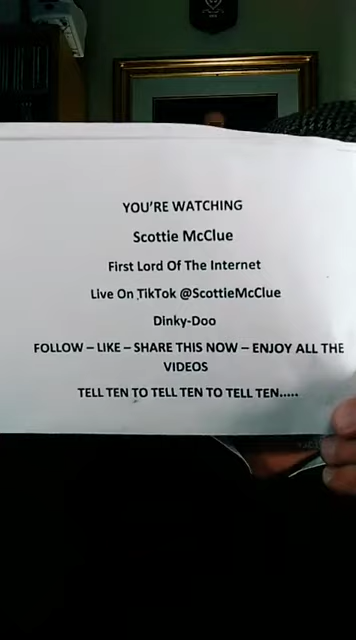 YOU'RE WATCHING
Scottie McClue
First Lord Of The Internet
Live On TikTok @ScottieMcClue
Dinky-Doo
FOLLOW – LIKE – SHARE THIS NOW – ENJOY ALL THE
VIDEOS
TELL TEN TO TELL TEN TO TELL TEN.....